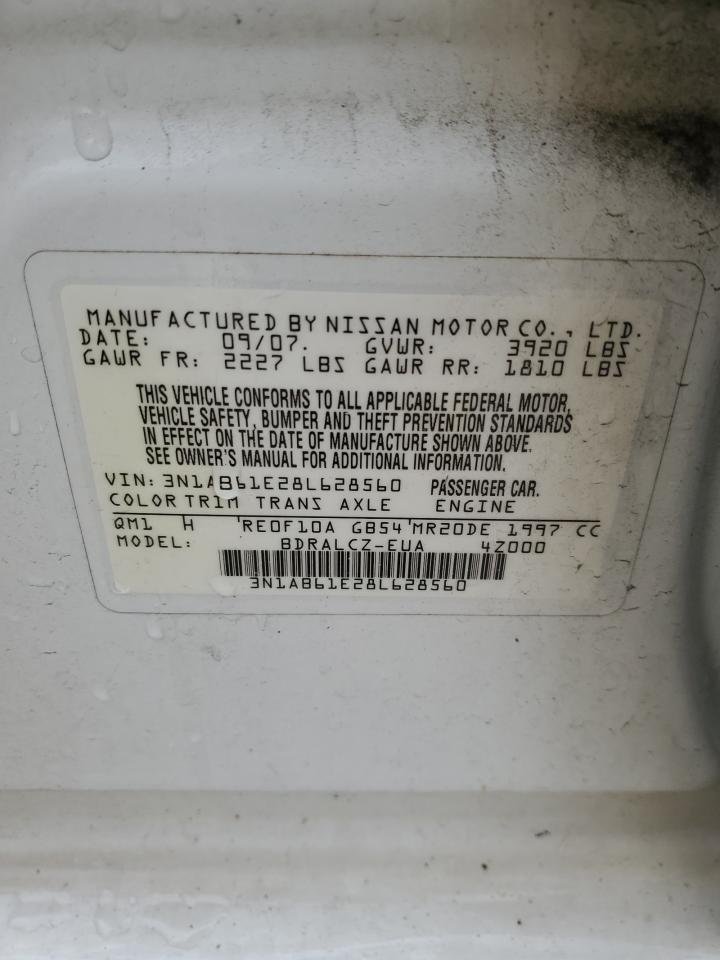 MANUFACTURED BY NISSAN MOTOR CO., LTD.
DATE: 09/07. GVWR: 3920 LBS
GAWR FR: 2227 LBS GAWR RR: 1810 LBS
THIS VEHICLE CONFORMS TO ALL APPLICABLE FEDERAL MOTOR,
VEHICLE SAFETY, BUMPER AND THEFT PREVENTION STANDARDS
IN EFFECT ON THE DATE OF MANUFACTURE SHOWN ABOVE.
SEE OWNER'S MANUAL FOR ADDITIONAL INFORMATION.
VIN: 3N1AB61E28L628560 PASSENGER CAR.
COLOR TRIM TRANS AXLE ENGINE
QM1 H RE0F10A GB54 MR20DE 1997 CC
MODEL: BDRALCZ-EUA 4Z000
3N1AB61E28L628560